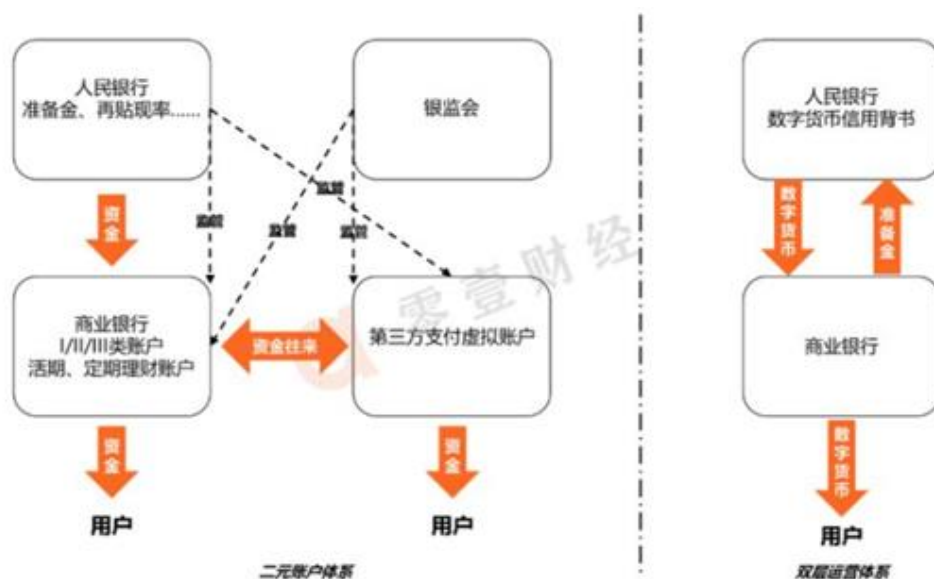 人民银行
准备金、再贴现率......
银监会
人民银行
数字货币信用背书
资金
监管
监管
监管
监管
数字货币
准备金
零壹财经
商业银行
I/II/III类账户
活期、定期理财账户
资金往来
第三方支付虚拟账户
商业银行
资金
资金
数字货币
用户
用户
用户
二元账户体系
双层运营体系